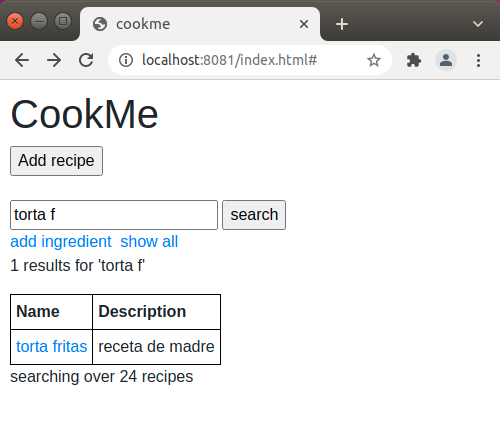 cookme
localhost:8081/index.html#
CookMe
Add recipe
torta f search
add ingredient show all
1 results for 'torta f'
Name Description
torta fritas receta de madre
searching over 24 recipes